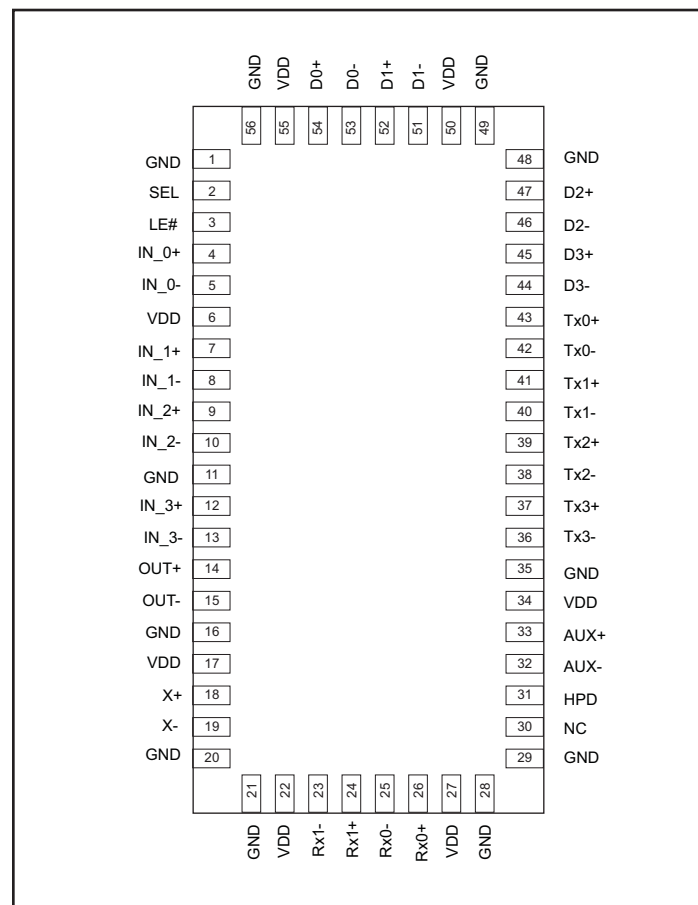 GND VDD D0+ D0- D1+ D1- VDD GND
56 55 54 53 52 51 50 49
GND 1 48 GND
SEL 2 47 D2+
LE# 3 46 D2-
IN_0+ 4 45 D3+
IN_0- 5 44 D3-
VDD 6 43 Tx0+
IN_1+ 7 42 Tx0-
IN_1- 8 41 Tx1+
IN_2+ 9 40 Tx1-
IN_2- 10 39 Tx2+
GND 11 38 Tx2-
IN_3+ 12 37 Tx3+
IN_3- 13 36 Tx3-
OUT+ 14 35 GND
OUT- 15 34 VDD
GND 16 33 AUX+
VDD 17 32 AUX-
X+ 18 31 HPD
X- 19 30 NC
GND 20 29 GND
21 22 23 24 25 26 27 28
GND VDD Rx1- Rx1+ Rx0- Rx0+ VDD GND